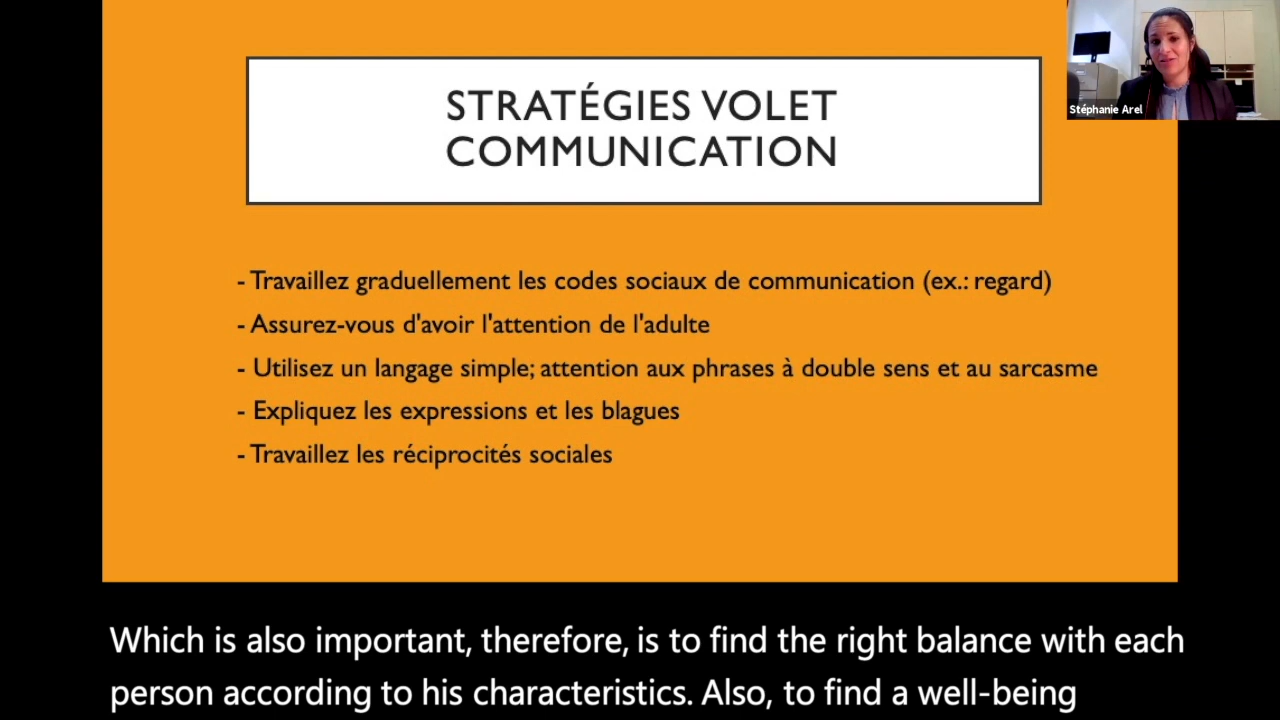 STRATÉGIES VOLET
COMMUNICATION
Stéphanie Arel
- Travaillez graduellement les codes sociaux de communication (ex.: regard)
- Assurez-vous d'avoir l'attention de l'adulte
- Utilisez un langage simple; attention aux phrases à double sens et au sarcasme
- Expliquez les expressions et les blagues
- Travaillez les réciprocités sociales
Which is also important, therefore, is to find the right balance with each
person according to his characteristics. Also, to find a well-being